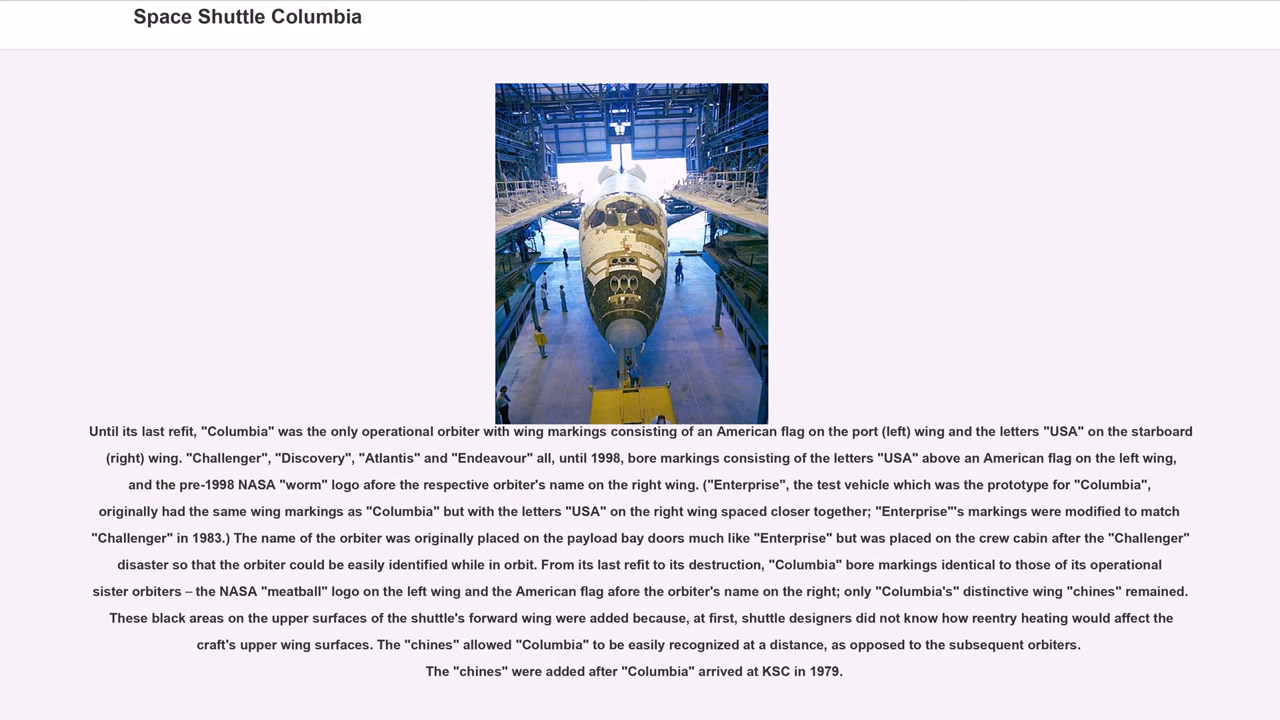 Space Shuttle Columbia
Until its last refit, "Columbia" was the only operational orbiter with wing markings consisting of an American flag on the port (left) wing and the letters "USA" on the starboard
(right) wing. "Challenger", "Discovery", "Atlantis" and "Endeavour" all, until 1998, bore markings consisting of the letters "USA" above an American flag on the left wing,
and the pre-1998 NASA "worm" logo afore the respective orbiter's name on the right wing. ("Enterprise", the test vehicle which was the prototype for "Columbia",
originally had the same wing markings as "Columbia" but with the letters "USA" on the right wing spaced closer together; "Enterprise"'s markings were modified to match
"Challenger" in 1983.) The name of the orbiter was originally placed on the payload bay doors much like "Enterprise" but was placed on the crew cabin after the "Challenger"
disaster so that the orbiter could be easily identified while in orbit. From its last refit to its destruction, "Columbia" bore markings identical to those of its operational
sister orbiters – the NASA "meatball" logo on the left wing and the American flag afore the orbiter's name on the right; only "Columbia's" distinctive wing "chines" remained.
These black areas on the upper surfaces of the shuttle's forward wing were added because, at first, shuttle designers did not know how reentry heating would affect the
craft's upper wing surfaces. The "chines" allowed "Columbia" to be easily recognized at a distance, as opposed to the subsequent orbiters.
The "chines" were added after "Columbia" arrived at KSC in 1979.